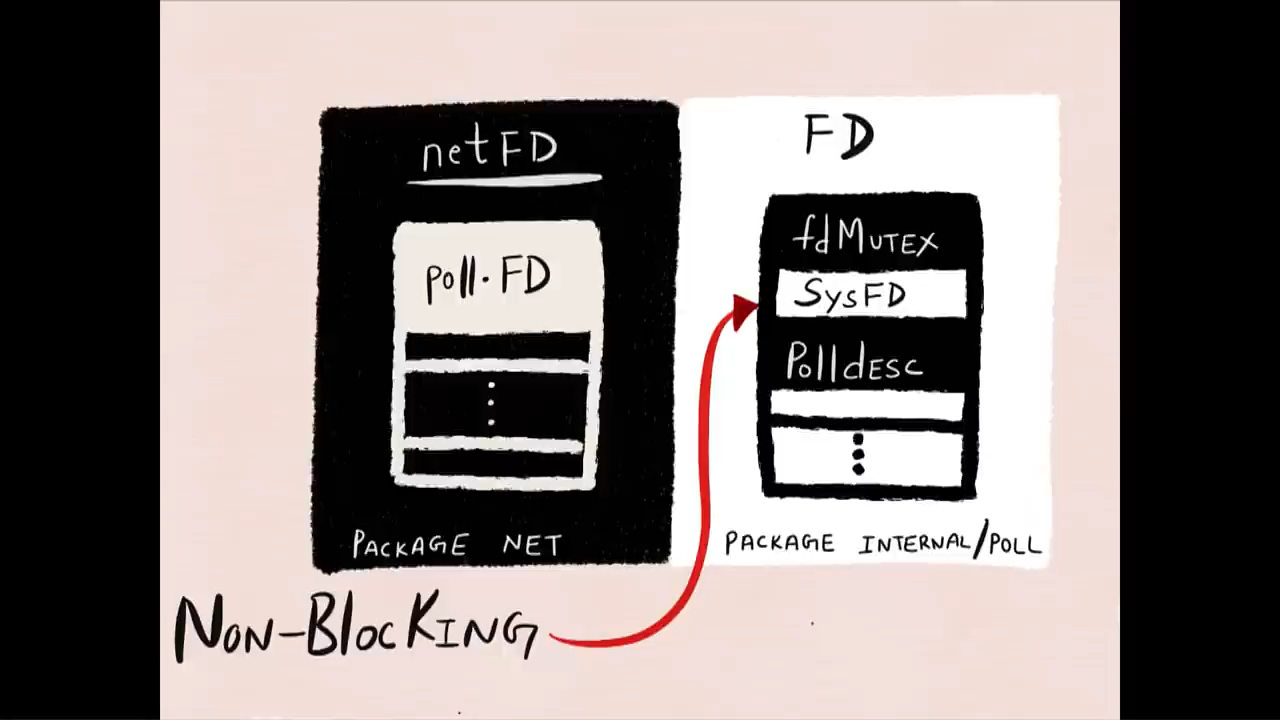 netFD
poll.FD
PACKAGE NET
FD
fdMUTEX
SysFD
PollDESC
PACKAGE INTERNAL/POLL
NON-BlocKING